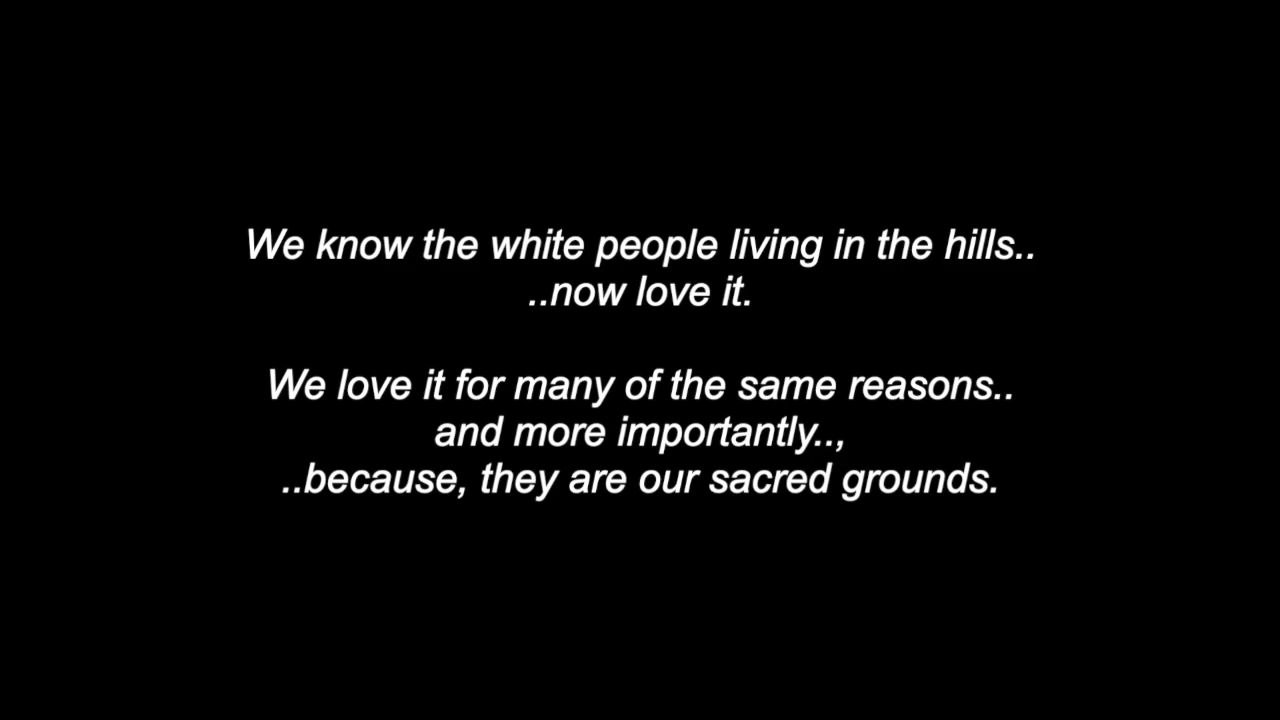 We know the white people living in the hills..
..now love it.
We love it for many of the same reasons..
and more importantly..,
..because, they are our sacred grounds.